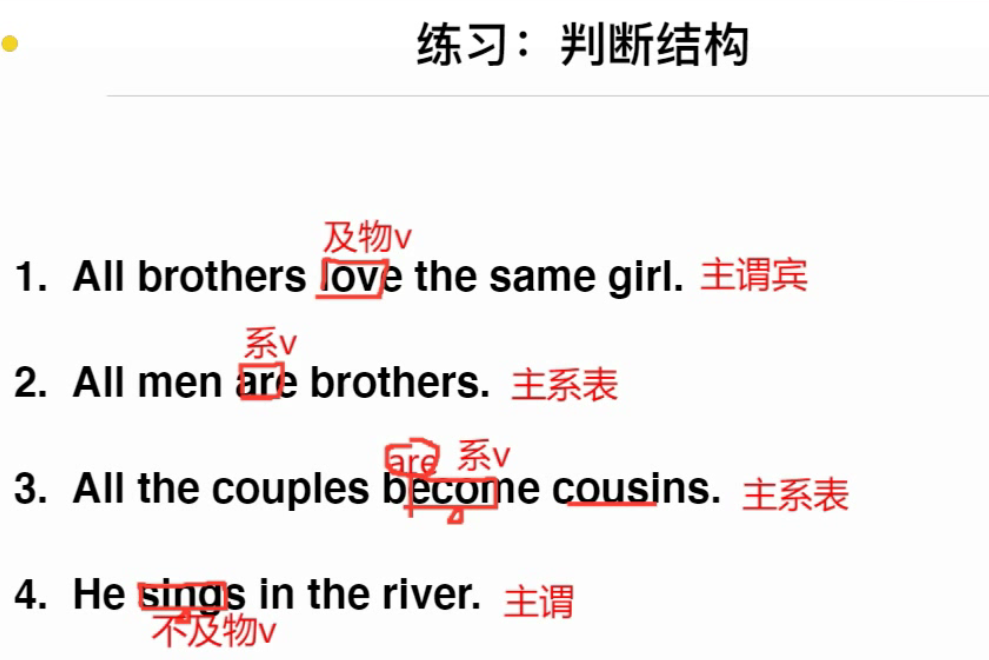 练习：判断结构
及物v
1. All brothers love the same girl. 主谓宾
系v
2. All men are brothers. 主系表
are 系v
3. All the couples become cousins. 主系表
4. He sings in the river. 主谓
不及物v